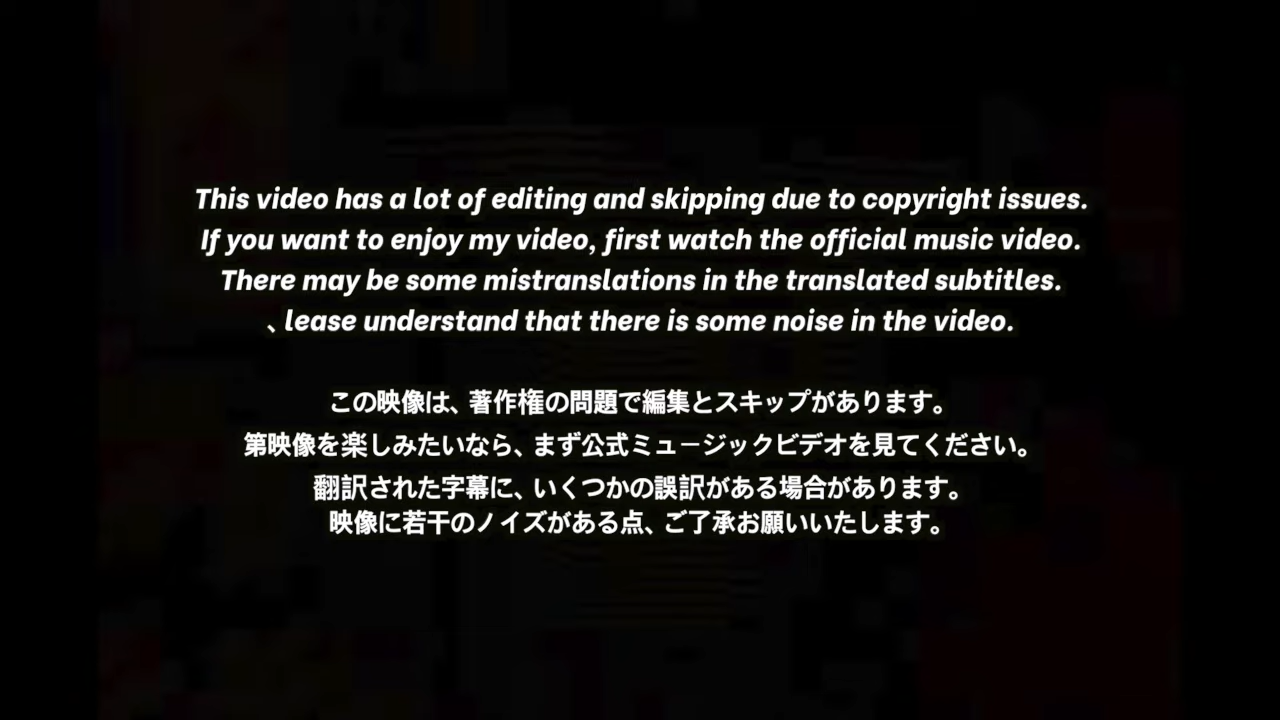 This video has a lot of editing and skipping due to copyright issues.
If you want to enjoy my video, first watch the official music video.
There may be some mistranslations in the translated subtitles.
、lease understand that there is some noise in the video.
この映像は、著作権の問題で編集とスキップがあります。
第映像を楽しみたいなら、まず公式ミュージックビデオを見てください。
翻訳された字幕に、いくつかの誤訳がある場合があります。
映像に若干のノイズがある点、ご了承お願いいたします。